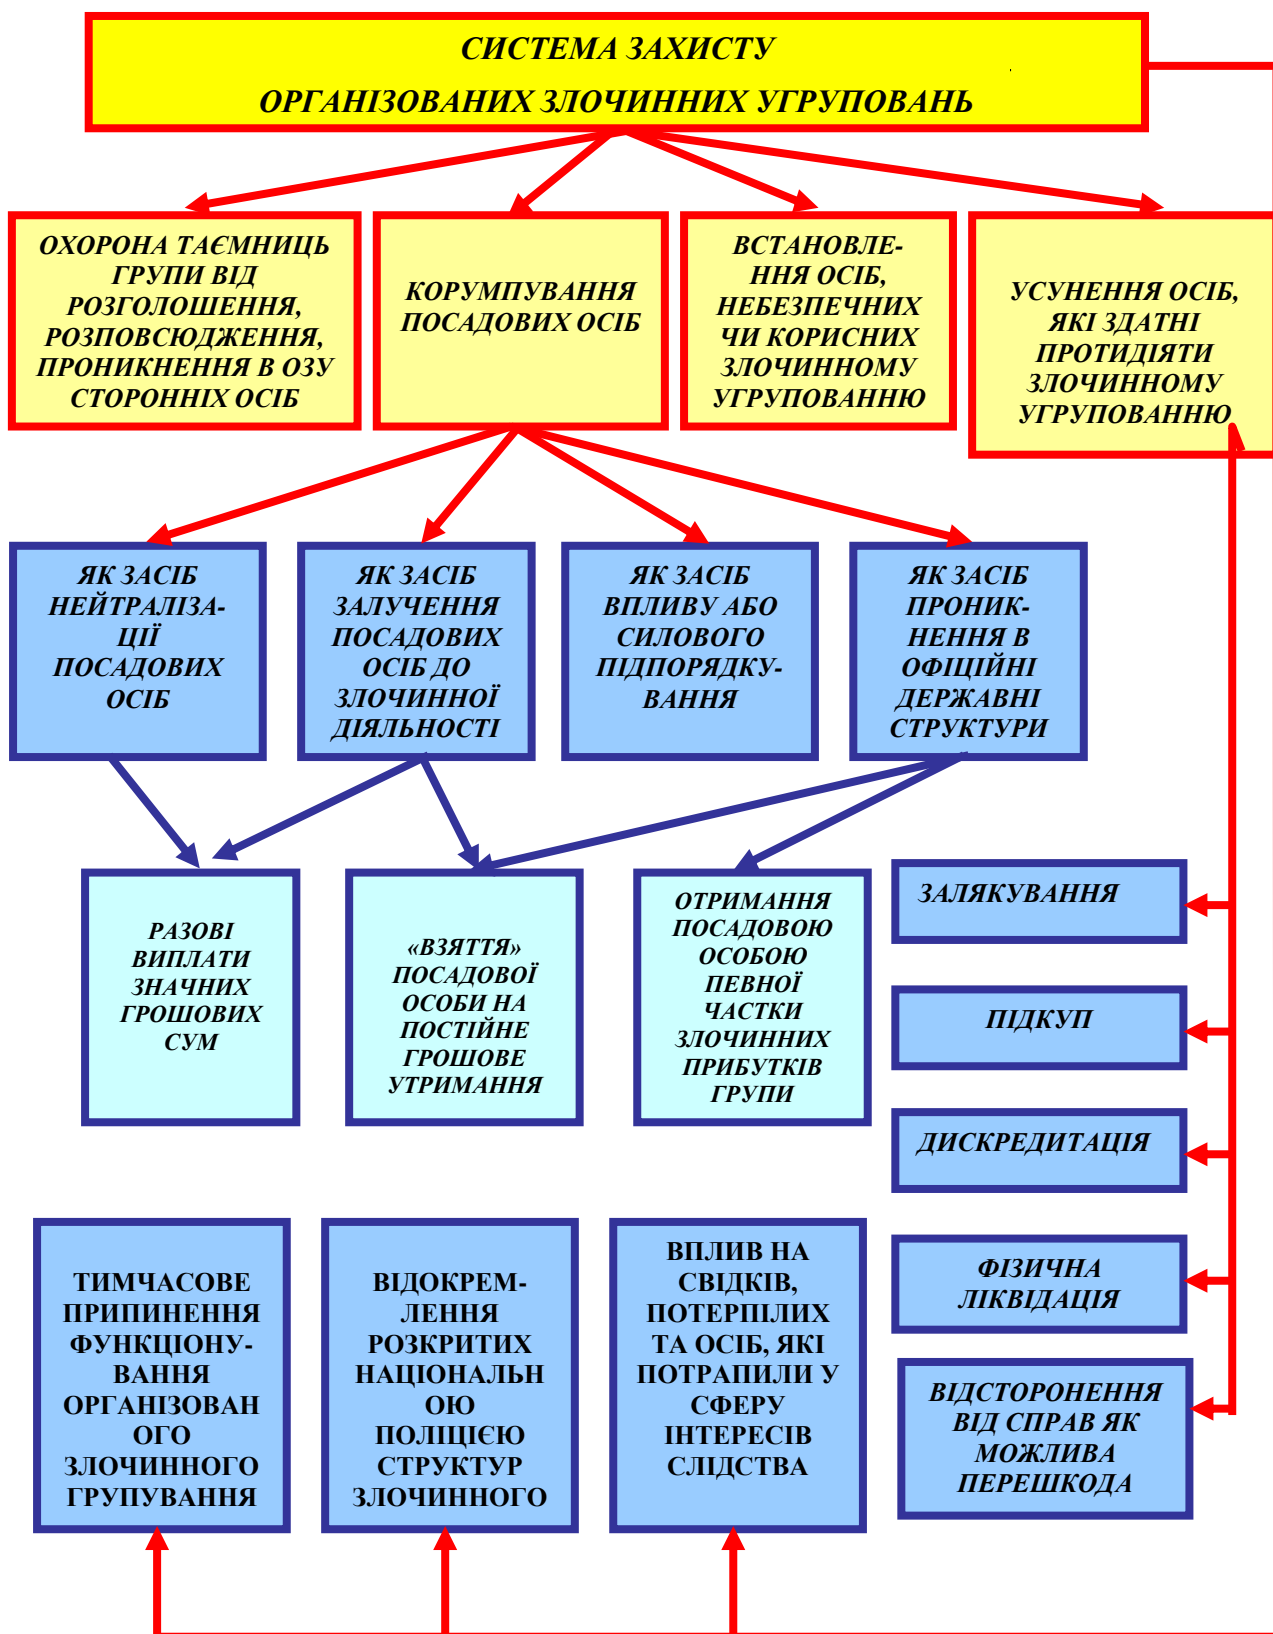 СИСТЕМА ЗАХИСТУ
ОРГАНІЗОВАНИХ ЗЛОЧИННИХ УГРУПОВАНЬ
ОХОРОНА ТАЄМНИЦЬ
ГРУПИ ВІД
РОЗГОЛОШЕННЯ,
РОЗПОВСЮДЖЕННЯ,
ПРОНИКНЕННЯ В ОЗУ
СТОРОННІХ ОСІБ
КОРУМПУВАННЯ
ПОСАДОВИХ ОСІБ
ВСТАНОВЛЕ-
ННЯ ОСІБ,
НЕБЕЗПЕЧНИХ
ЧИ КОРИСНИХ
ЗЛОЧИННОМУ
УГРУПОВАННЮ
УСУНЕННЯ ОСІБ,
ЯКІ ЗДАТНІ
ПРОТИДІЯТИ
ЗЛОЧИННОМУ
УГРУПОВАННЮ
ЯК ЗАСІБ
НЕЙТРАЛІЗА-
ЦІЇ
ПОСАДОВИХ
ОСІБ
ЯК ЗАСІБ
ЗАЛУЧЕННЯ
ПОСАДОВИХ
ОСІБ ДО
ЗЛОЧИННОЇ
ДІЯЛЬНОСТІ
ЯК ЗАСІБ
ВПЛИВУ АБО
СИЛОВОГО
ПІДПОРЯДКУ-
ВАННЯ
ЯК ЗАСІБ
ПРОНИК-
НЕННЯ В
ОФІЦІЙНІ
ДЕРЖАВНІ
СТРУКТУРИ
РАЗОВІ
ВИПЛАТИ
ЗНАЧНИХ
ГРОШОВИХ
СУМ
«ВЗЯТТЯ»
ПОСАДОВОЇ
ОСОБИ НА
ПОСТІЙНЕ
ГРОШОВЕ
УТРИМАННЯ
ОТРИМАННЯ
ПОСАДОВОЮ
ОСОБОЮ
ПЕВНОЇ
ЧАСТКИ
ЗЛОЧИННИХ
ПРИБУТКІВ
ГРУПИ
ЗАЛЯКУВАННЯ
ПІДКУП
ДИСКРЕДИТАЦІЯ
ФІЗИЧНА
ЛІКВІДАЦІЯ
ВІДСТОРОНЕННЯ
ВІД СПРАВ ЯК
МОЖЛИВА
ПЕРЕШКОДА
ТИМЧАСОВЕ
ПРИПИНЕННЯ
ФУНКЦІОНУ-
ВАННЯ
ОРГАНІЗОВАН
ОГО
ЗЛОЧИННОГО
ГРУПУВАННЯ
ВІДОКРЕМ-
ЛЕННЯ
РОЗКРИТИХ
НАЦІОНАЛЬН
ОЮ
ПОЛІЦІЄЮ
СТРУКТУР
ЗЛОЧИННОГО
ВПЛИВ НА
СВІДКІВ,
ПОТЕРПІЛИХ
ТА ОСІБ, ЯКІ
ПОТРАПИЛИ У
СФЕРУ
ІНТЕРЕСІВ
СЛІДСТВА